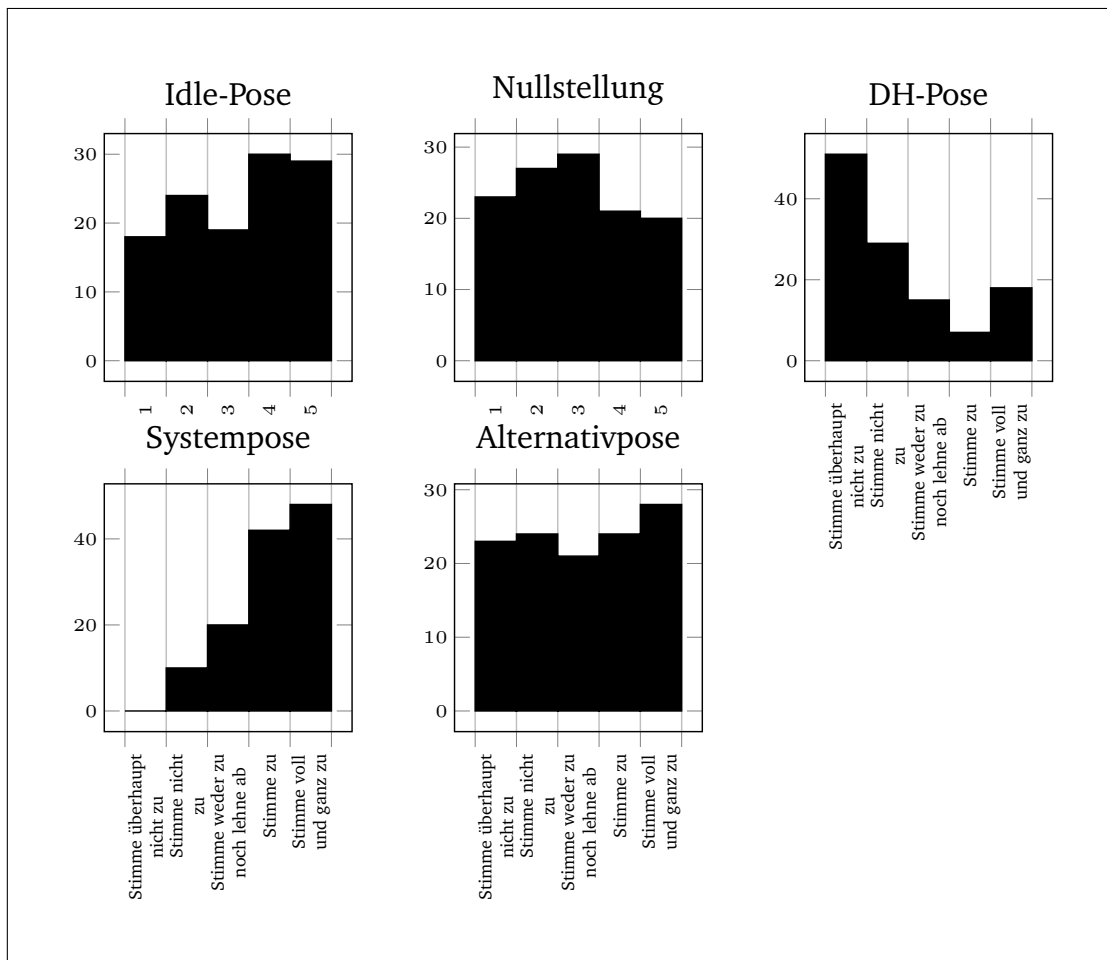 Idle-Pose
30
20
10
0
1
2
3
4
5
Nullstellung
30
20
10
0
1
2
3
4
5
DH-Pose
40
20
0
Stimme überhaupt
nicht zu
Stimme nicht
zu
Stimme weder zu
noch lehne ab
Stimme zu
Stimme voll
und ganz zu
Systempose
40
20
0
Stimme überhaupt
nicht zu
Stimme nicht
zu
Stimme weder zu
noch lehne ab
Stimme zu
Stimme voll
und ganz zu
Alternativpose
30
20
10
0
Stimme überhaupt
nicht zu
Stimme nicht
zu
Stimme weder zu
noch lehne ab
Stimme zu
Stimme voll
und ganz zu